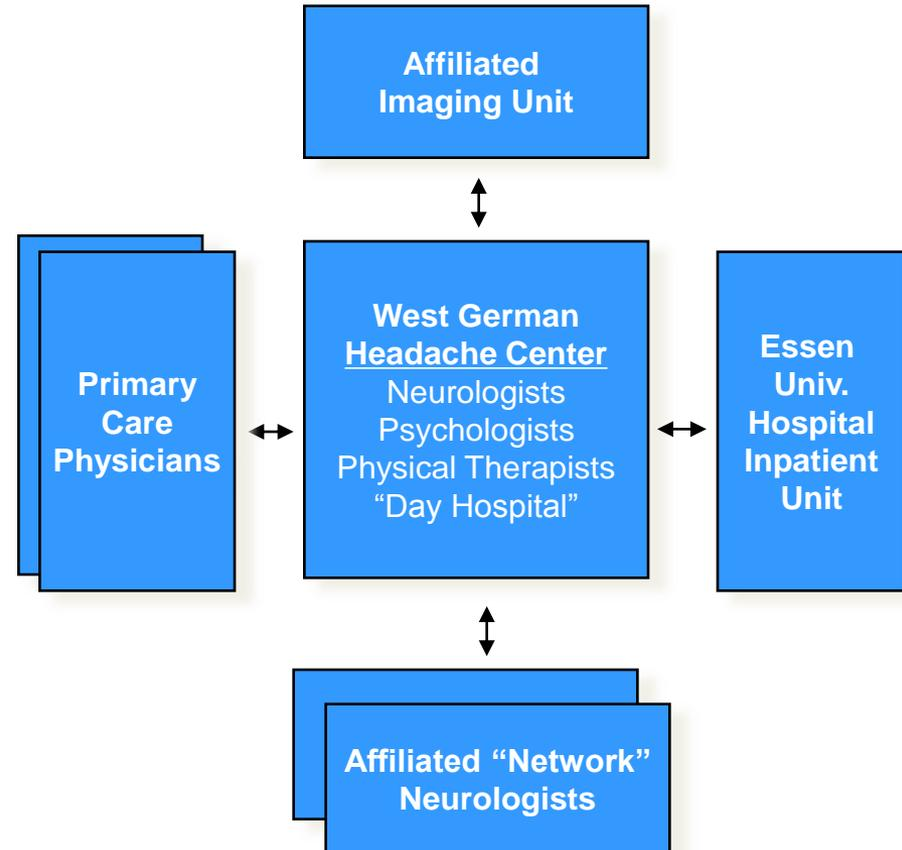 Affiliated
Imaging Unit
Primary
Care
Physicians
West German
Headache Center
Neurologists
Psychologists
Physical Therapists
“Day Hospital”
Essen
Univ.
Hospital
Inpatient
Unit
Affiliated “Network”
Neurologists